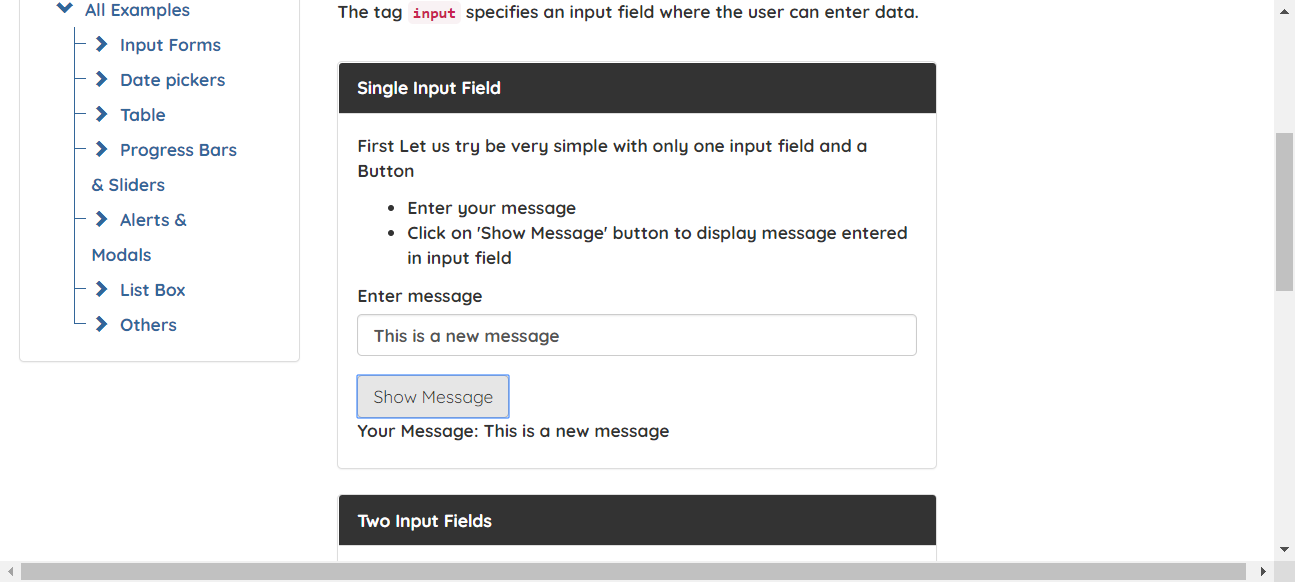 All Examples
Input Forms
Date pickers
Table
Progress Bars
& Sliders
Alerts &
Modals
List Box
Others
The tag input specifies an input field where the user can enter data.
Single Input Field
First Let us try be very simple with only one input field and a
Button
Enter your message
Click on 'Show Message' button to display message entered
in input field
Enter message
This is a new message
Show Message
Your Message: This is a new message
Two Input Fields